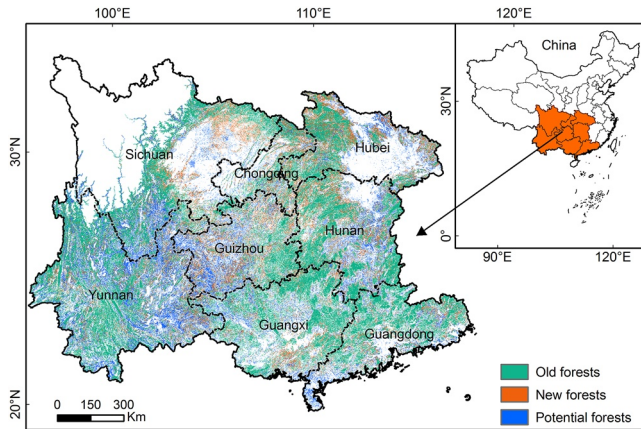 100°E
110°E
120°E
China
30°N
0°
90°E
120°E
30°N
20°N
Sichuan
Chongqing
Hubei
Guizhou
Hunan
Yunnan
Guangxi
Guangdong
0 150 300
Km
Old forests
New forests
Potential forests